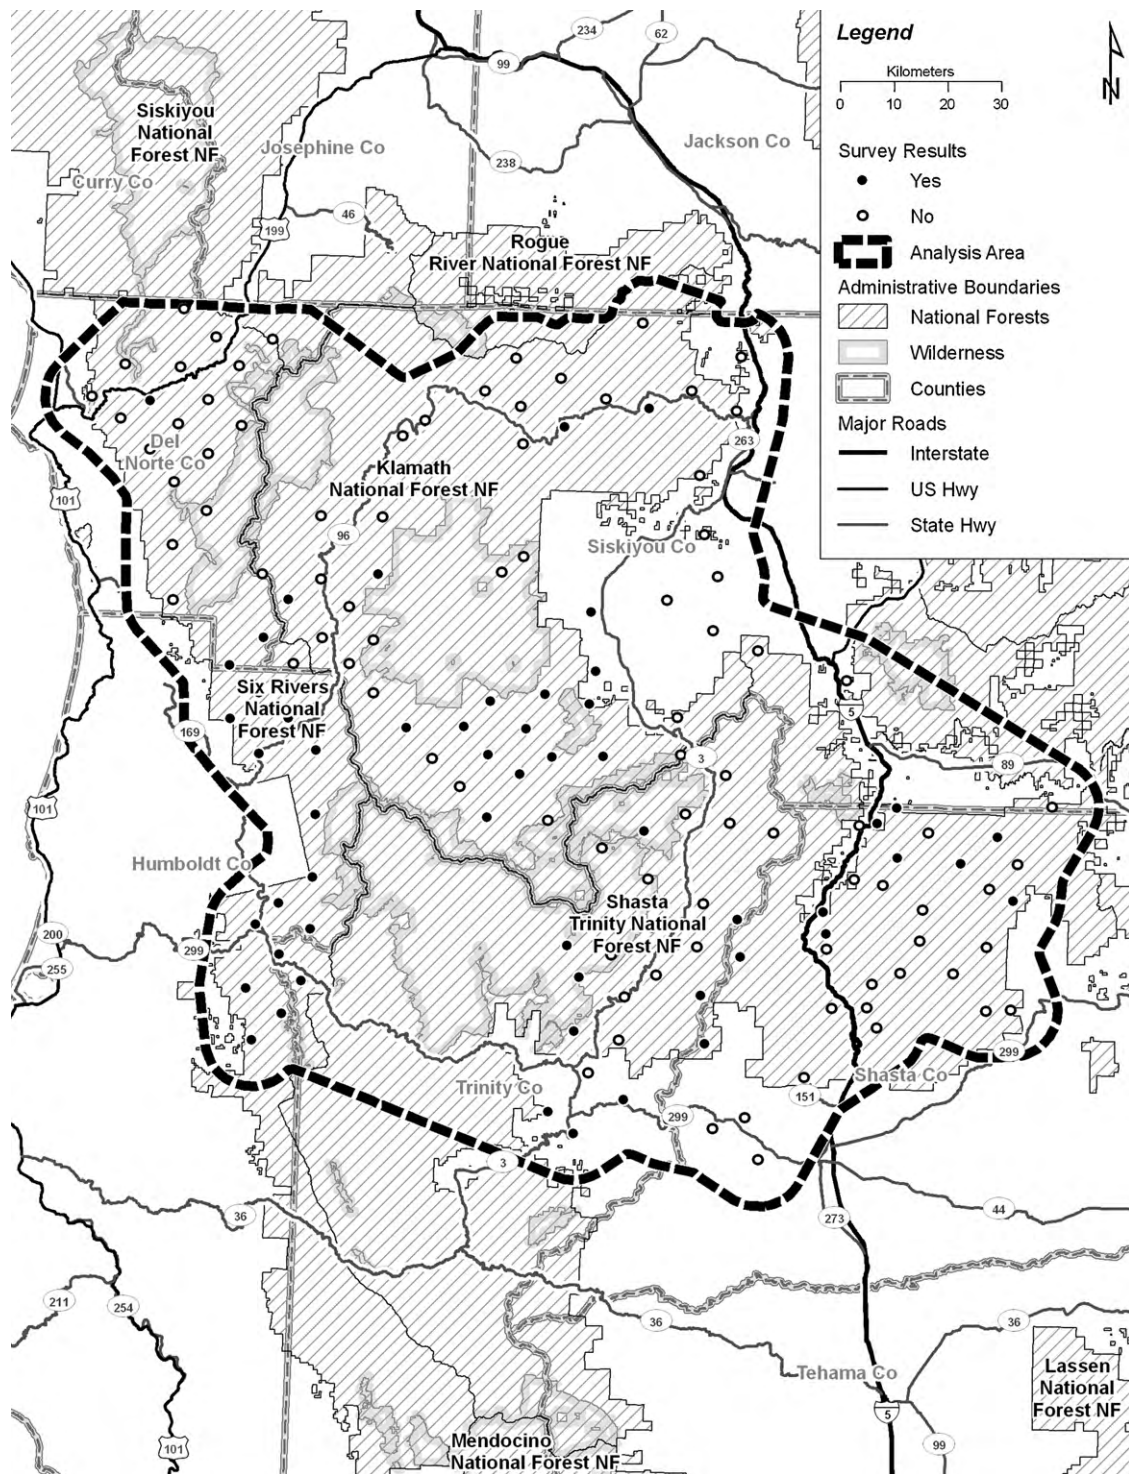 Legend
Kilometers
0 10 20 30
N
Survey Results
Yes
No
Analysis Area
Administrative Boundaries
National Forests
Wilderness
Counties
Major Roads
Interstate
US Hwy
State Hwy
234
62
99
Siskiyou
National
Forest NF
Josephine Co
Jackson Co
238
Curry Co
46
199
Rogue
River National Forest NF
Del
Norte Co
263
Klamath
National Forest NF
101
96
Siskiyou Co
Six Rivers
National
Forest NF
169
5
3
89
101
Humboldt Co
Shasta
Trinity National
Forest NF
200
299
255
299
Trinity Co
Shasta Co
151
299
3
36
44
273
211
254
36
36
Tehama Co
Lassen
National
Forest NF
5
99
101
Mendocino
National Forest NF